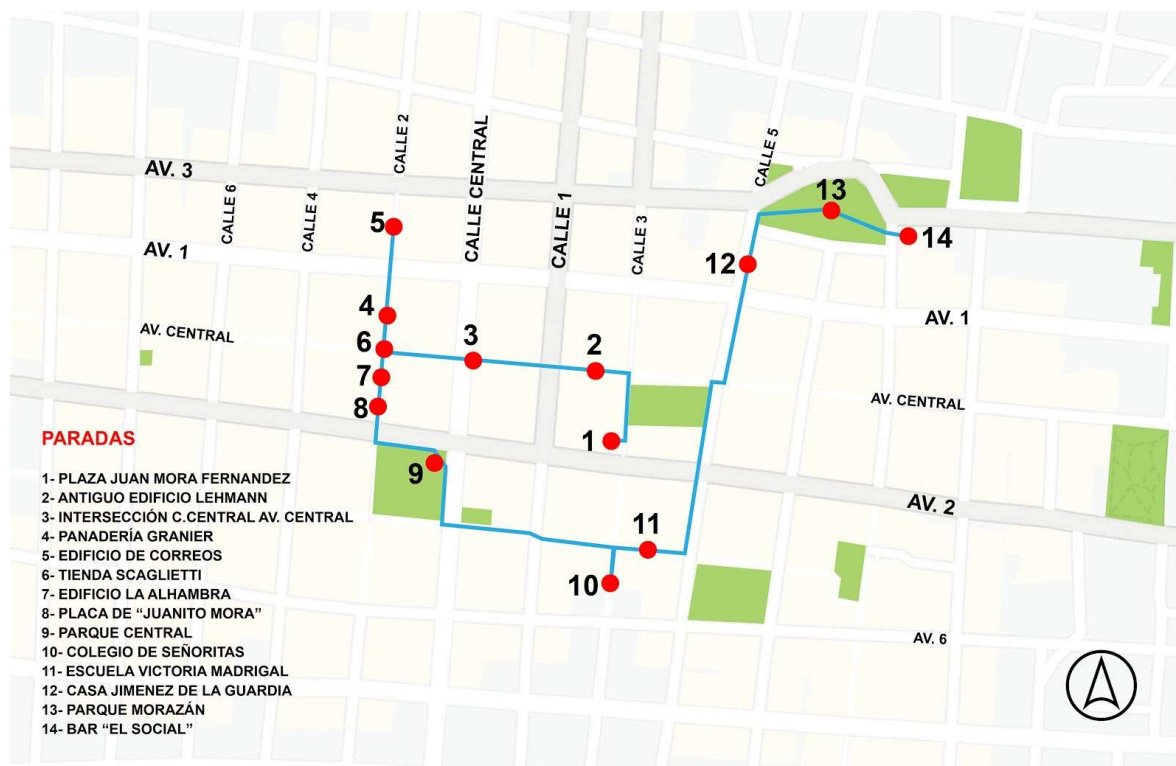 CALLE 5
CALLE 2
CALLE CENTRAL
AV. 3
CALLE 6
CALLE 4
CALLE 1
CALLE 3
13
5
14
AV. 1
12
4
AV. 1
AV. CENTRAL
6
3
2
7
AV. CENTRAL
8
PARADAS
1
9
1- PLAZA JUAN MORA FERNANDEZ
2- ANTIGUO EDIFICIO LEHMANN
3- INTERSECCIÓN C.CENTRAL AV. CENTRAL
4- PANADERÍA GRANIER
5- EDIFICIO DE CORREOS
6- TIENDA SCAGLIETTI
7- EDIFICIO LA ALHAMBRA
8- PLACA DE “JUANITO MORA”
9- PARQUE CENTRAL
10- COLEGIO DE SEÑORITAS
11- ESCUELA VICTORIA MADRIGAL
12- CASA JIMENEZ DE LA GUARDIA
13- PARQUE MORAZÁN
14- BAR “EL SOCIAL”
AV. 2
11
10
AV. 6